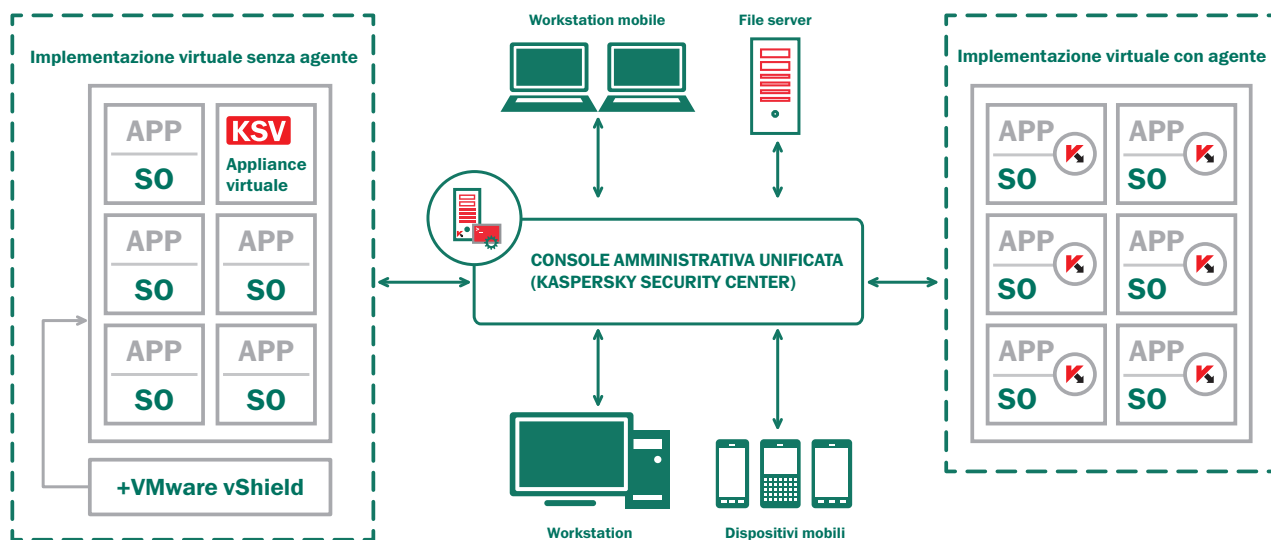 Implementazione virtuale senza agente
APP
SO
KSV
Appliance
virtuale
APP
SO
APP
SO
APP
SO
APP
SO
+VMware vShield
Workstation mobile
File server
CONSOLE AMMINISTRATIVA UNIFICATA
(KASPERSKY SECURITY CENTER)
Workstation
Dispositivi mobili
Implementazione virtuale con agente
APP
K
SO
APP
K
SO
APP
K
SO
APP
K
SO
APP
K
SO
APP
K
SO